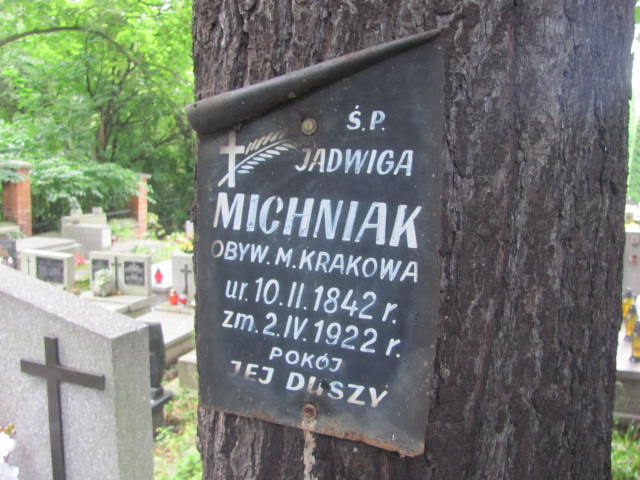 Ś.P.
JADWIGA
MICHNIAK
OBYW. M. KRAKOWA
ur. 10.II.1842 r.
zm. 2.IV.1922 r.
POKÓJ
JEJ DUSZY